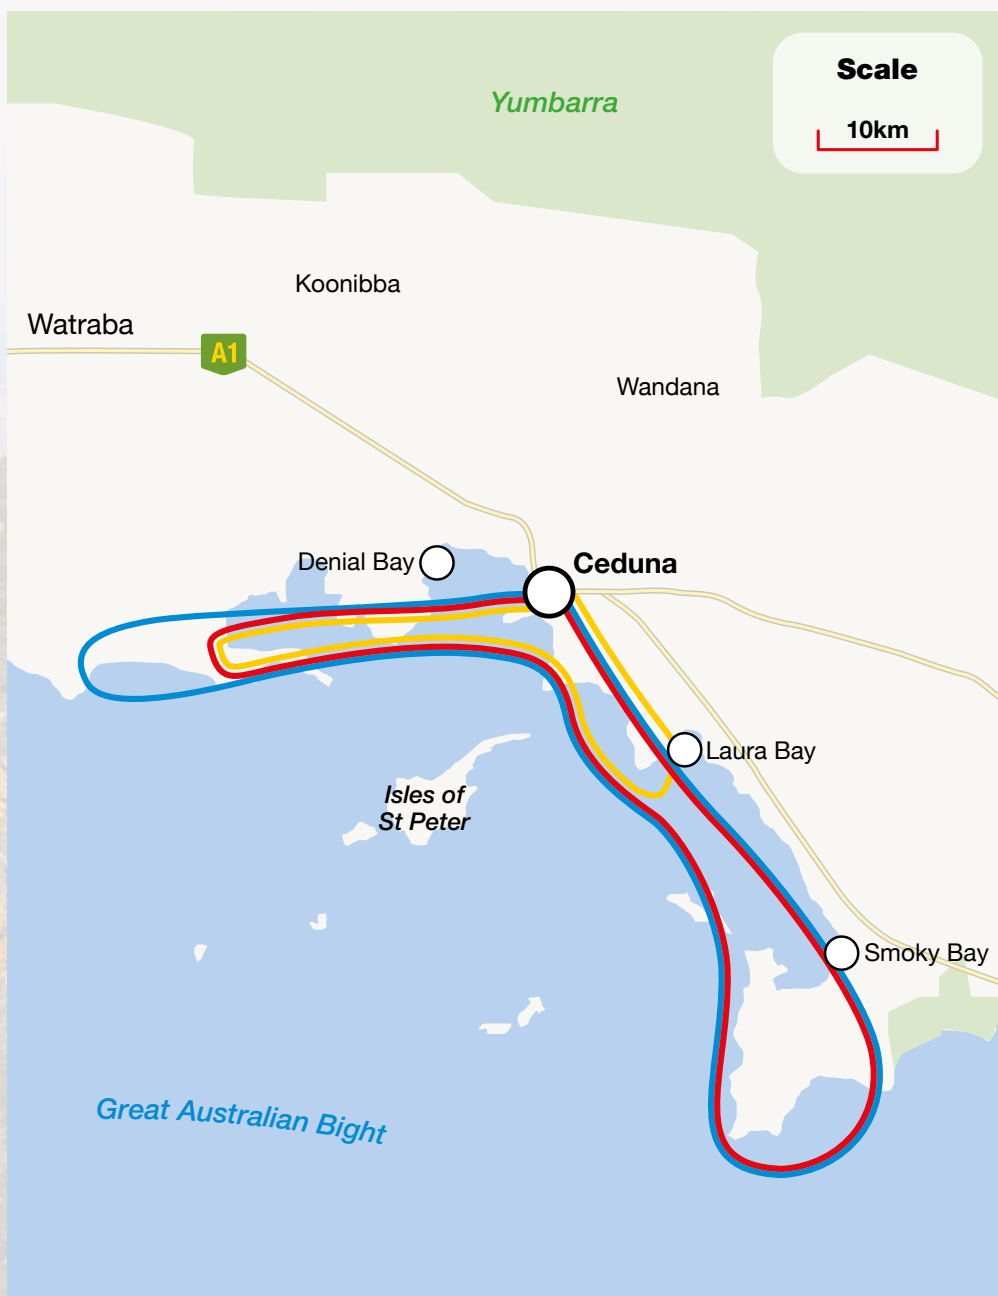 Scale
10km
Yumbarra
Koonibba
Watraba
A1
Wandana
Denial Bay
Ceduna
Laura Bay
Isles of
St Peter
Smoky Bay
Great Australian Bight